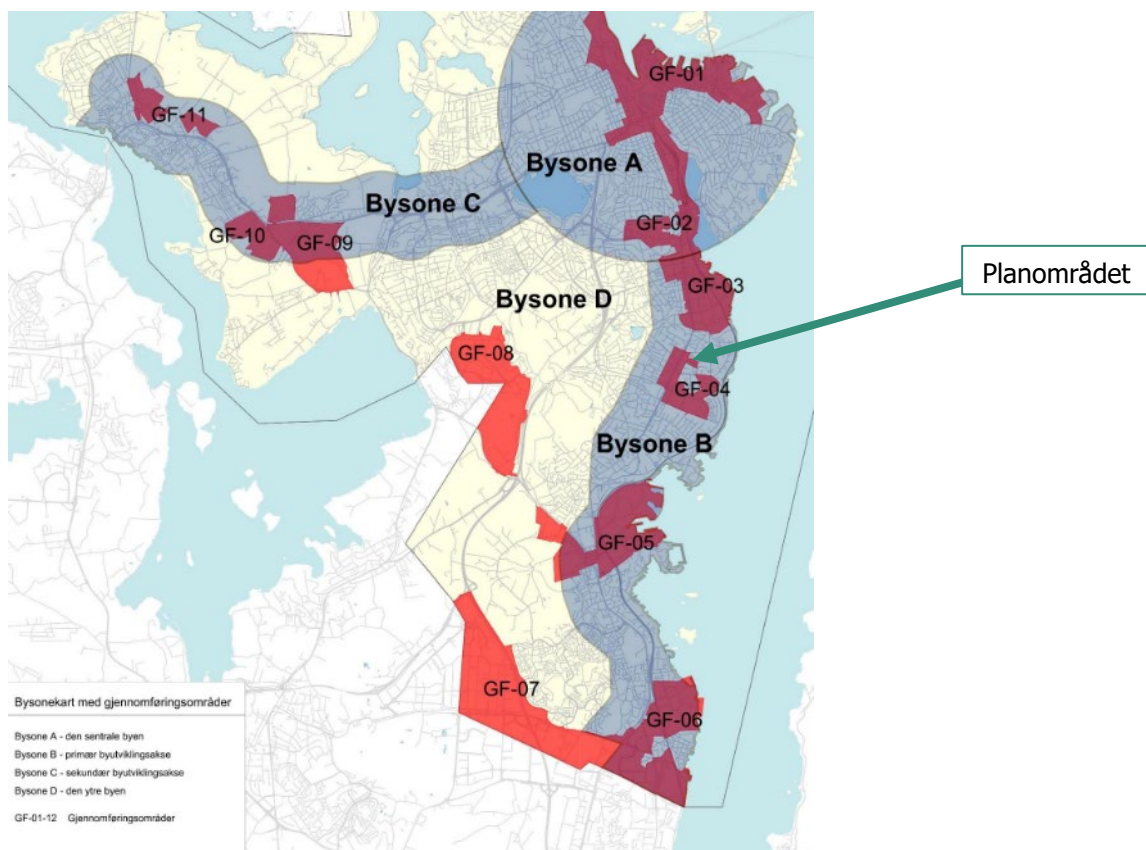 GF-01
GF-11
Bysone A
Bysone C
GF-02
GF-10
GF-09
Planområdet
GF-03
Bysone D
GF-08
GF-04
Bysone B
GF-05
GF-07
GF-06
Bysonekart med gjennomføringsområder
Bysone A - den sentrale byen
Bysone B - primær byutviklingsakse
Bysone C - sekundær byutviklingsakse
Bysone D - den ytre byen
GF-01-12 Gjennomføringsområder